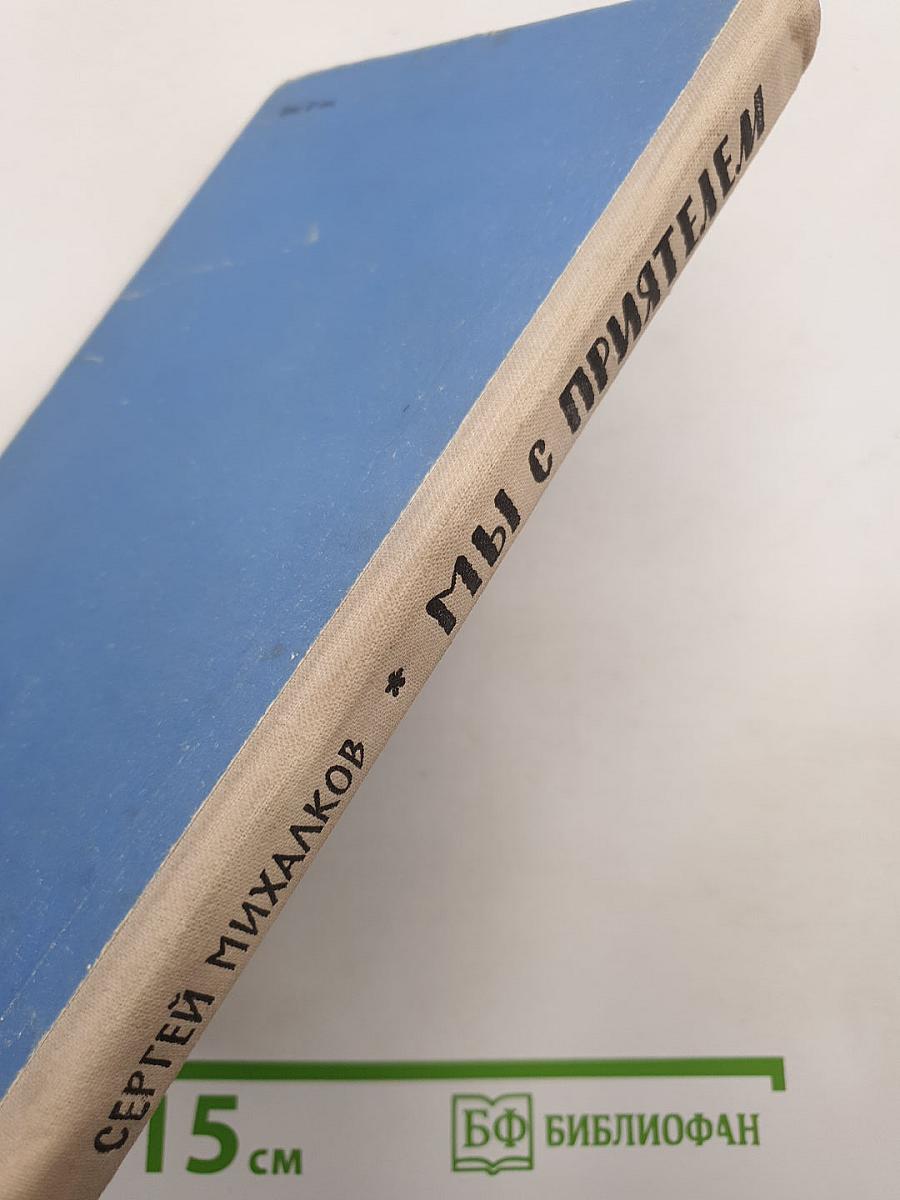 СЕРГЕЙ МИХАЛКОВ * МЫ С ПРИЯТЕЛЕМ
15 см
БФ БИБЛИОФАН